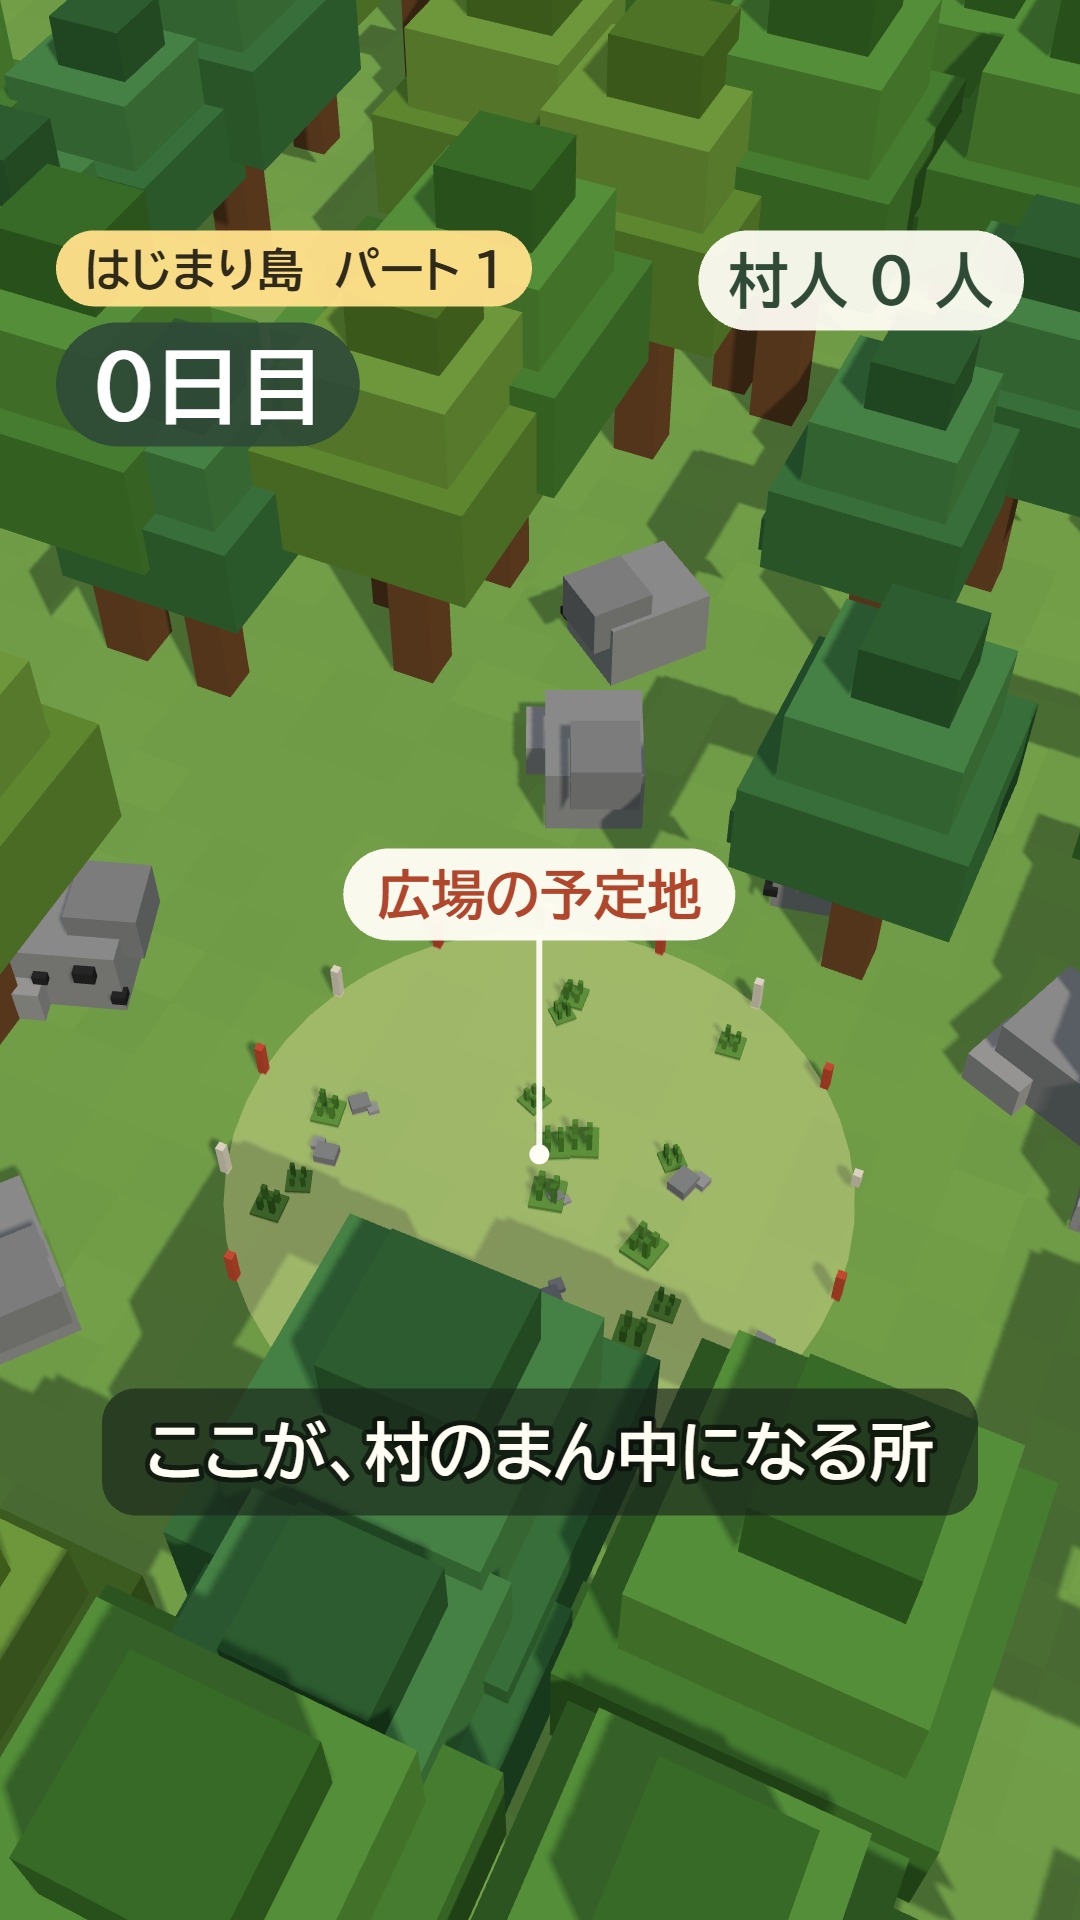 はじまり島 パート 1
村人 0 人
0日目
広場の予定地
ここが、村のまん中になる所